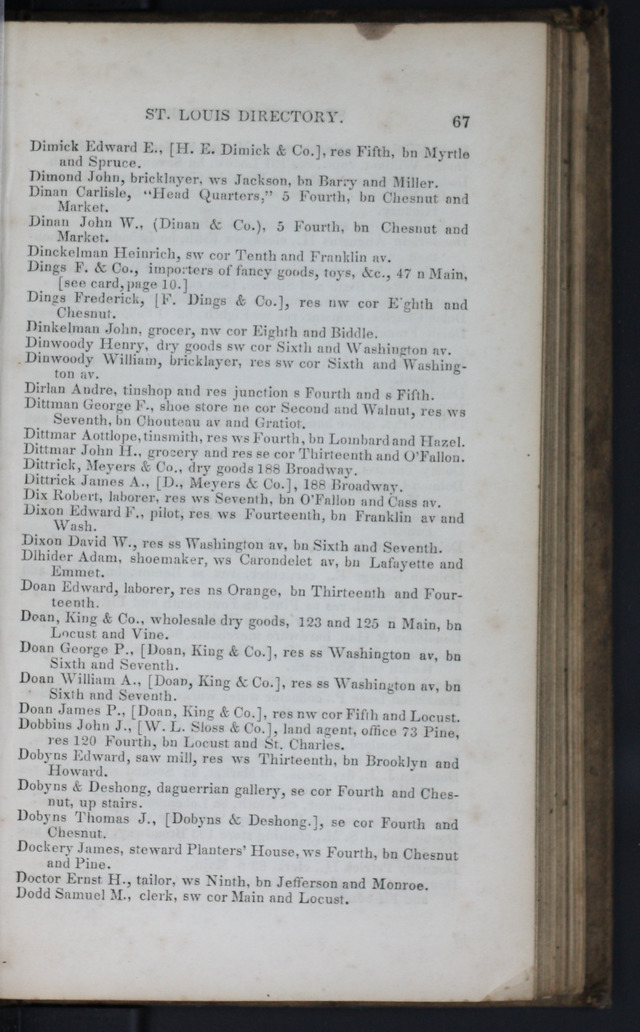 ST. LOUIS DIRECTORY.
67
Dimick Edward E., [H. E. Dimick & Co.], res Fifth, bn Myrtle
and Spruce.
Dimond John, bricklayer, ws Jackson, bn Barry and Miller.
Dinan Carlisle, "Head Quarters," 5 Fourth, bn Chesnut and
Market.
Dinan John W., (Dinan & Co.), 5 Fourth, bn Chesnut and
Market.
Dinckelman Heinrich, sw cor Tenth and Franklin av.
Dings F. & Co., importers of fancy goods, toys, &c., 47 n Main,
[see card, page 10.]
Dings Frederick, [F. Dings & Co.], res nw cor Eighth and
Chesnut.
Dinkelman John, grocer, nw cor Eighth and Biddle.
Dinwoody Henry, dry goods sw cor Sixth and Washington av.
Dinwoody William, bricklayer, res sw cor Sixth and Washing-
ton av.
Dirlan Andre, tinshop and res junction s Fourth and s Fifth.
Dittman George F., shoe store ne cor Second and Walnut, res ws
Seventh, bn Chouteau av and Gratiot.
Dittmar Aottlope, tinsmith, res ws Fourth, bn Lombard and Hazel.
Dittmar John H., grocery and res se cor Thirteenth and O'Fallon.
Dittrick, Meyers & Co., dry goods 188 Broadway.
Dittrick James A., [D., Meyers & Co.], 188 Broadway.
Dix Robert, laborer, res ws Seventh, bn O'Fallon and Cass av.
Dixon Edward F., pilot, res ws Fourteenth, bn Franklin av and
Wash.
Dixon David W., res ss Washington av, bn Sixth and Seventh.
Dlhider Adam, shoemaker, ws Carondelet av, bn Lafayette and
Emmet.
Doan Edward, laborer, res ns Orange, bn Thirteenth and Four-
teenth.
Doan, King & Co., wholesale dry goods, 123 and 125 n Main, bn
Locust and Vine.
Doan George P., [Doan, King & Co.], res ss Washington av, bn
Sixth and Seventh.
Doan William A., [Doan, King & Co.], res ss Washington av, bn
Sixth and Seventh.
Doan James P., [Doan, King & Co.], res nw cor Fifth and Locust.
Dobbins John J., [W. L. Sloss & Co.], land agent, office 73 Pine,
res 120 Fourth, bn Locust and St. Charles.
Dobyns Edward, saw mill, res ws Thirteenth, bn Brooklyn and
Howard.
Dobyns & Deshong, daguerrian gallery, se cor Fourth and Ches-
nut, up stairs.
Dobyns Thomas J., [Dobyns & Deshong.], se cor Fourth and
Chesnut.
Dockery James, steward Planters' House, ws Fourth, bn Chesnut
and Pine.
Doctor Ernst H., tailor, ws Ninth, bn Jefferson and Monroe.
Dodd Samuel M., clerk, sw cor Main and Locust.